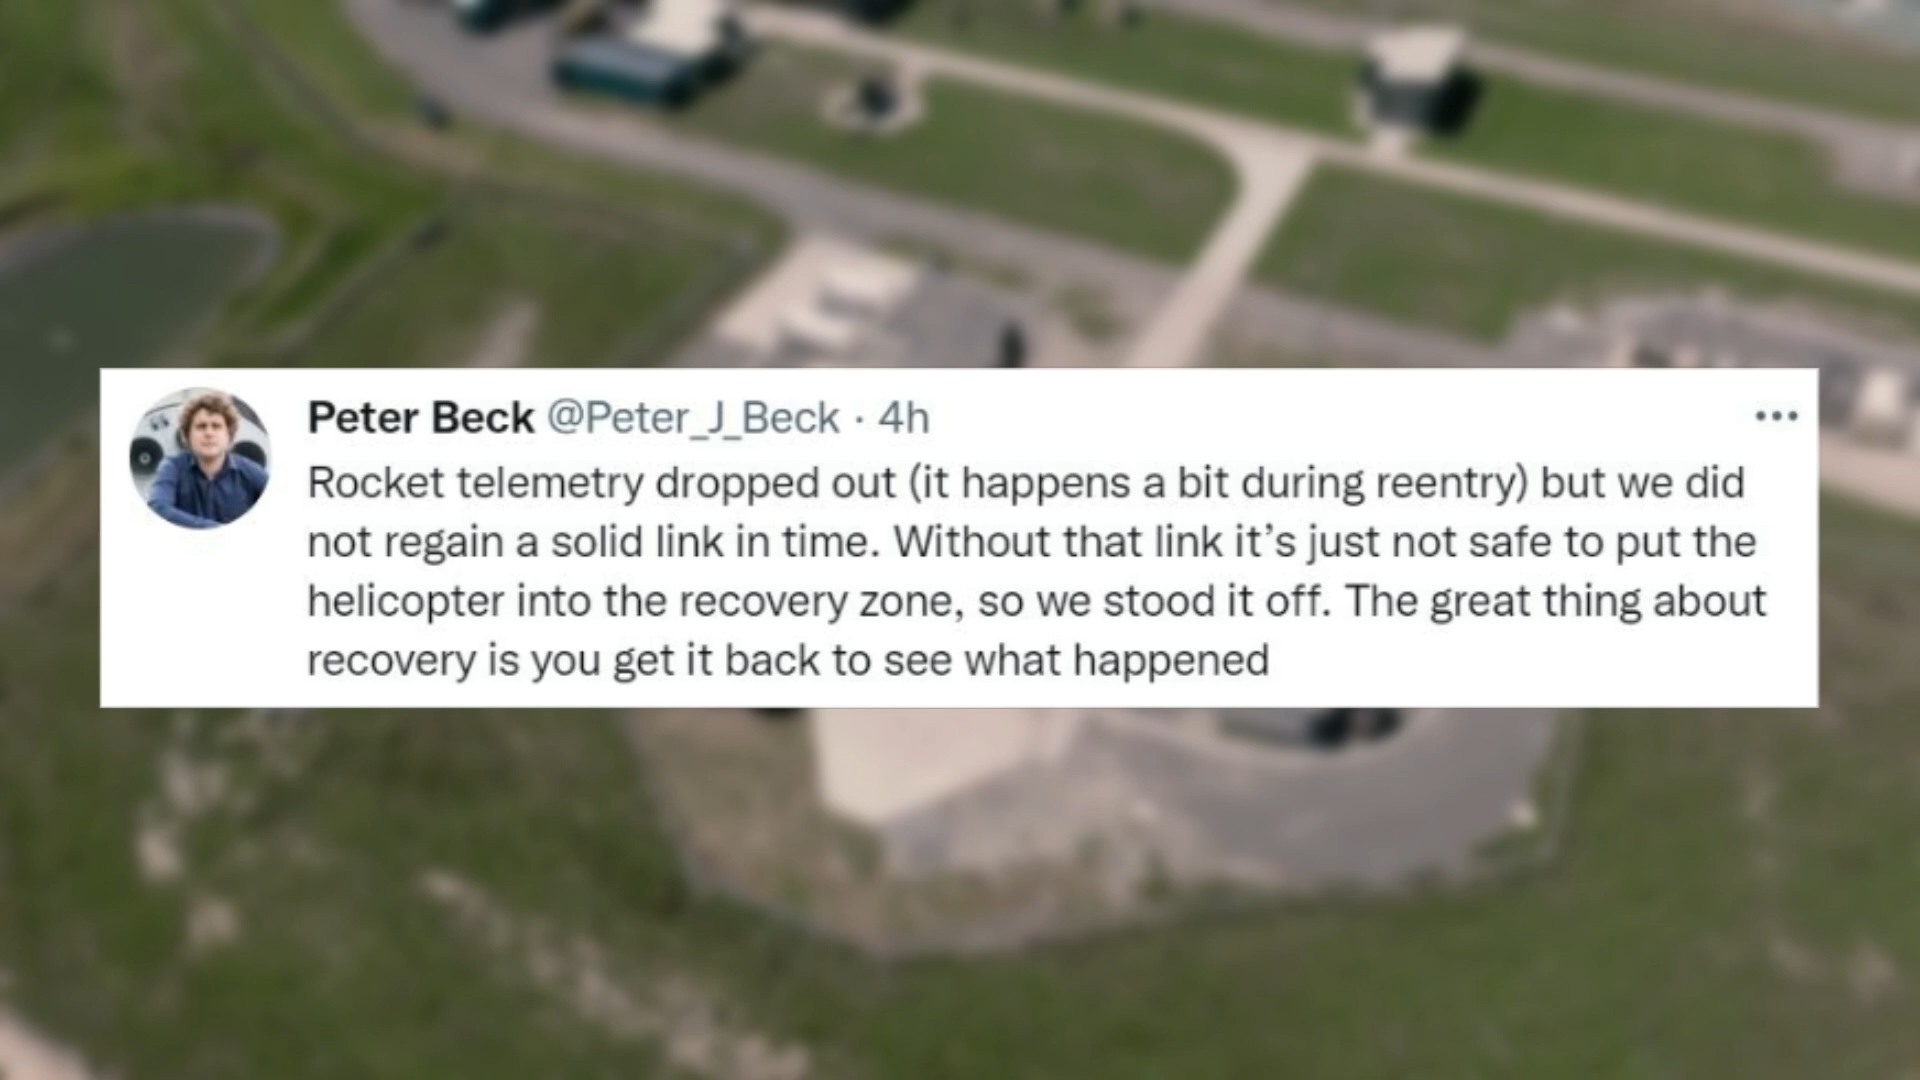 Peter Beck @Peter_J_Beck · 4h
Rocket telemetry dropped out (it happens a bit during reentry) but we did
not regain a solid link in time. Without that link it’s just not safe to put the
helicopter into the recovery zone, so we stood it off. The great thing about
recovery is you get it back to see what happened